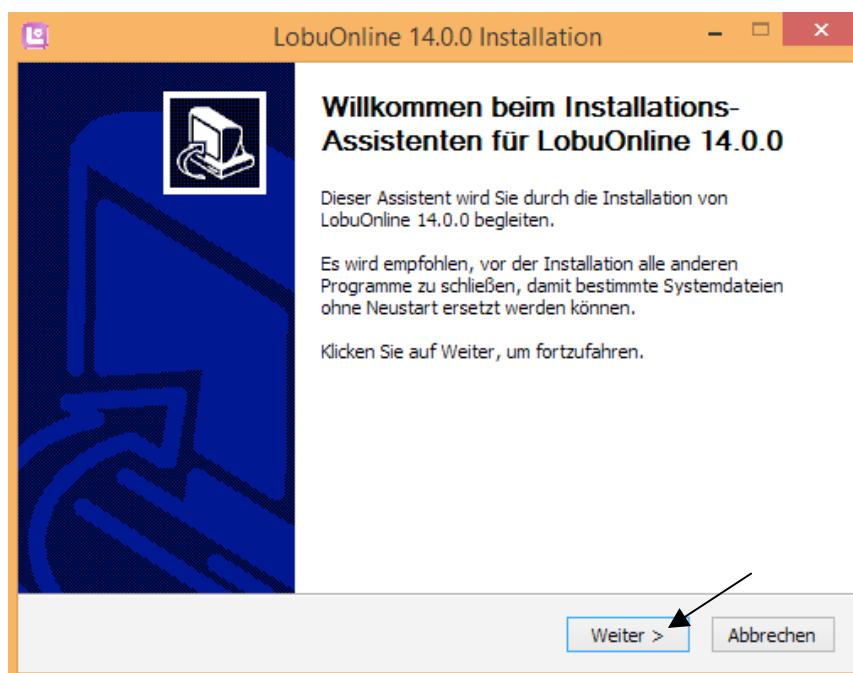 LobuOnline 14.0.0 Installation
Willkommen beim Installations-
Assistenten für LobuOnline 14.0.0
Dieser Assistent wird Sie durch die Installation von
LobuOnline 14.0.0 begleiten.
Es wird empfohlen, vor der Installation alle anderen
Programme zu schließen, damit bestimmte Systemdateien
ohne Neustart ersetzt werden können.
Klicken Sie auf Weiter, um fortzufahren.
Weiter >
Abbrechen